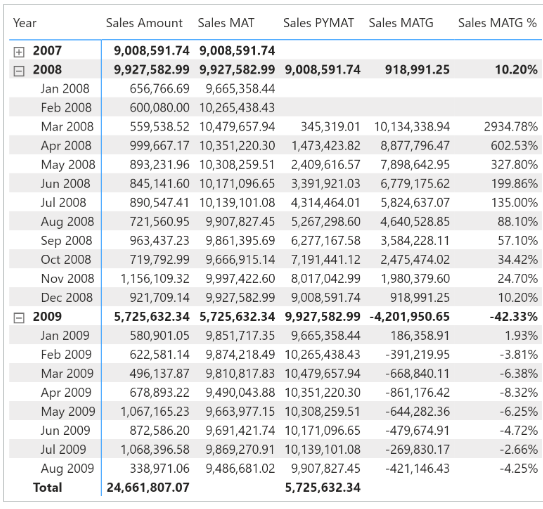 Year Sales Amount Sales MAT Sales PYMAT Sales MATG Sales MATG %
2007 9,008,591.74 9,008,591.74
2008 9,927,582.99 9,927,582.99 9,008,591.74 918,991.25 10.20%
Jan 2008 656,766.69 9,665,358.44
Feb 2008 600,080.00 10,265,438.43
Mar 2008 559,538.52 10,479,657.94 345,319.01 10,134,338.94 2934.78%
Apr 2008 999,667.17 10,351,220.30 1,473,423.82 8,877,796.47 602.53%
May 2008 893,231.96 10,308,259.51 2,409,616.57 7,898,642.95 327.80%
Jun 2008 845,141.60 10,171,096.65 3,391,921.03 6,779,175.62 199.86%
Jul 2008 890,547.41 10,139,101.08 4,314,464.01 5,824,637.07 135.00%
Aug 2008 721,560.95 9,907,827.45 5,267,298.60 4,640,528.85 88.10%
Sep 2008 963,437.23 9,861,395.69 6,277,167.58 3,584,228.11 57.10%
Oct 2008 719,792.99 9,666,915.14 7,191,441.12 2,475,474.02 34.42%
Nov 2008 1,156,109.32 9,997,422.60 8,017,042.99 1,980,379.60 24.70%
Dec 2008 921,709.14 9,927,582.99 9,008,591.74 918,991.25 10.20%
2009 5,725,632.34 5,725,632.34 9,927,582.99 -4,201,950.65 -42.33%
Jan 2009 580,901.05 9,851,717.35 9,665,358.44 186,358.91 1.93%
Feb 2009 622,581.14 9,874,218.49 10,265,438.43 -391,219.95 -3.81%
Mar 2009 496,137.87 9,810,817.83 10,479,657.94 -668,840.11 -6.38%
Apr 2009 678,893.22 9,490,043.88 10,351,220.30 -861,176.42 -8.32%
May 2009 1,067,165.23 9,663,977.15 10,308,259.51 -644,282.36 -6.25%
Jun 2009 872,586.20 9,691,421.74 10,171,096.65 -479,674.91 -4.72%
Jul 2009 1,068,396.58 9,869,270.91 10,139,101.08 -269,830.17 -2.66%
Aug 2009 338,971.06 9,486,681.02 9,907,827.45 -421,146.43 -4.25%
Total 24,661,807.07 5,725,632.34